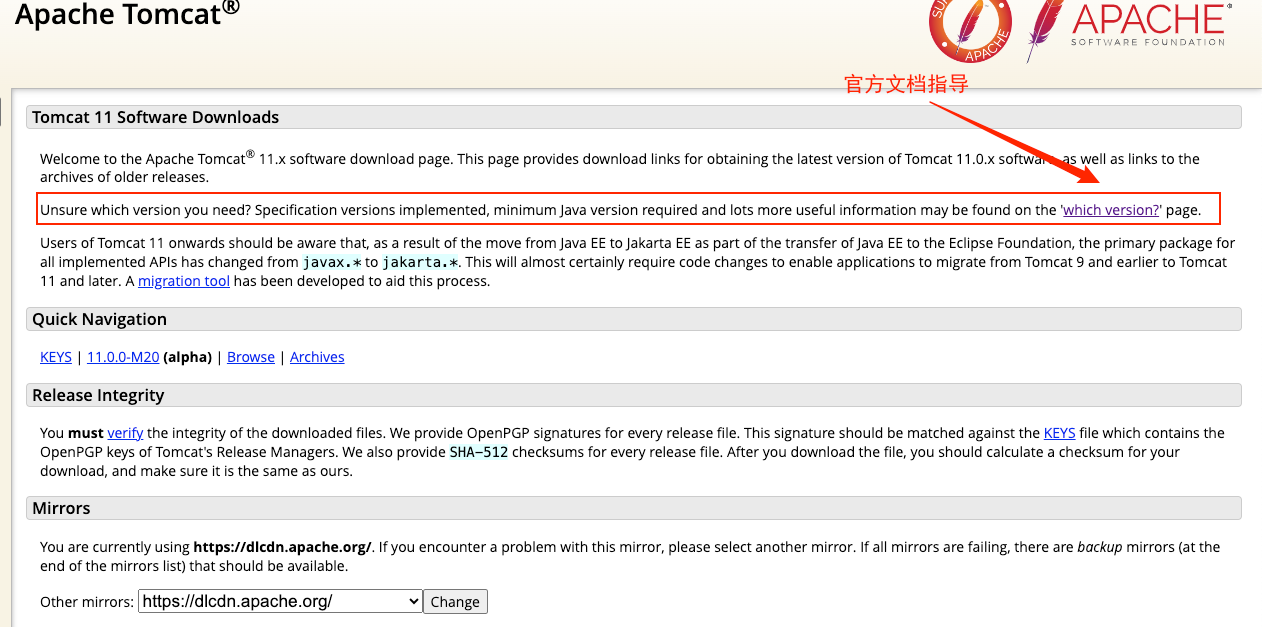 Apache Tomcat®
SUP
APACHE
APACHE®
SOFTWARE FOUNDATION
官方文档指导
Tomcat 11 Software Downloads
Welcome to the Apache Tomcat® 11.x software download page. This page provides download links for obtaining the latest version of Tomcat 11.0.x software, as well as links to the
archives of older releases.
Unsure which version you need? Specification versions implemented, minimum Java version required and lots more useful information may be found on the 'which version?' page.
Users of Tomcat 11 onwards should be aware that, as a result of the move from Java EE to Jakarta EE as part of the transfer of Java EE to the Eclipse Foundation, the primary package for
all implemented APIs has changed from javax.* to jakarta.*. This will almost certainly require code changes to enable applications to migrate from Tomcat 9 and earlier to Tomcat
11 and later. A migration tool has been developed to aid this process.
Quick Navigation
KEYS | 11.0.0-M20 (alpha) | Browse | Archives
Release Integrity
You must verify the integrity of the downloaded files. We provide OpenPGP signatures for every release file. This signature should be matched against the KEYS file which contains the
OpenPGP keys of Tomcat's Release Managers. We also provide SHA-512 checksums for every release file. After you download the file, you should calculate a checksum for your
download, and make sure it is the same as ours.
Mirrors
You are currently using https://dlcdn.apache.org/. If you encounter a problem with this mirror, please select another mirror. If all mirrors are failing, there are backup mirrors (at the
end of the mirrors list) that should be available.
Other mirrors: https://dlcdn.apache.org/ Change